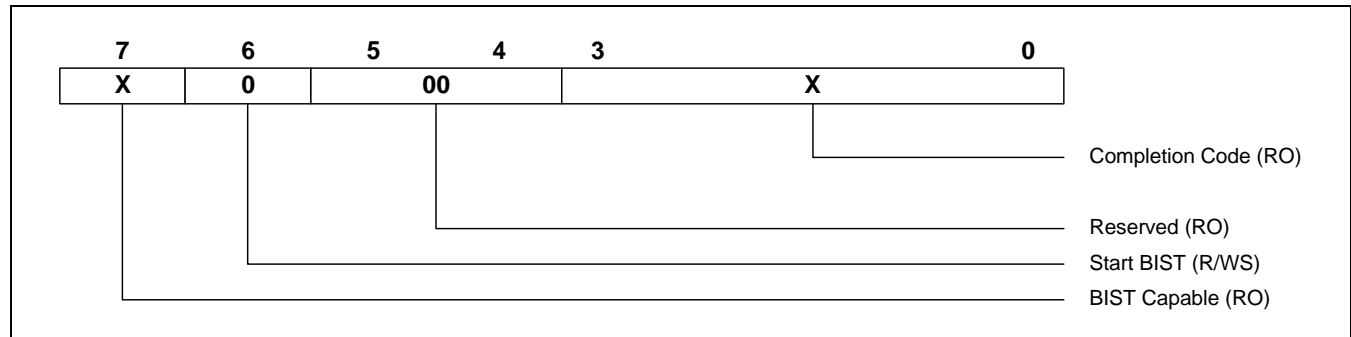 7 6 5 4 3 0
X 0 00 X
Completion Code (RO)
Reserved (RO)
Start BIST (R/WS)
BIST Capable (RO)